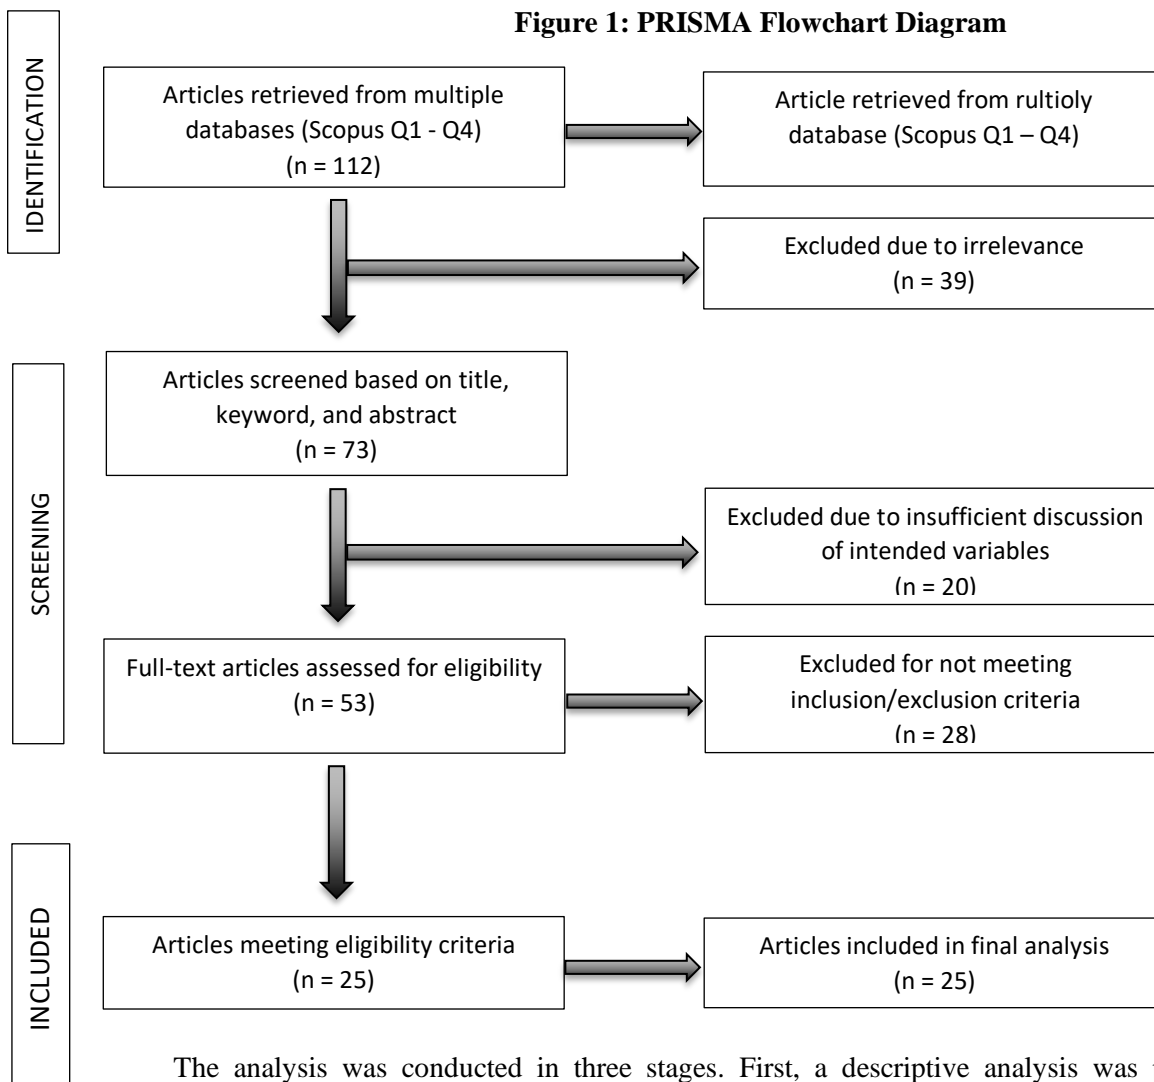 Figure 1: PRISMA Flowchart Diagram
IDENTIFICATION
Articles retrieved from multiple
databases (Scopus Q1 - Q4)
(n = 112)
Article retrieved from rultioly
database (Scopus Q1 – Q4)
Excluded due to irrelevance
(n = 39)
SCREENING
Articles screened based on title,
keyword, and abstract
(n = 73)
Excluded due to insufficient discussion
of intended variables
(n = 20)
Full-text articles assessed for eligibility
(n = 53)
Excluded for not meeting
inclusion/exclusion criteria
(n = 28)
INCLUDED
Articles meeting eligibility criteria
(n = 25)
Articles included in final analysis
(n = 25)
The analysis was conducted in three stages. First, a descriptive analysis was